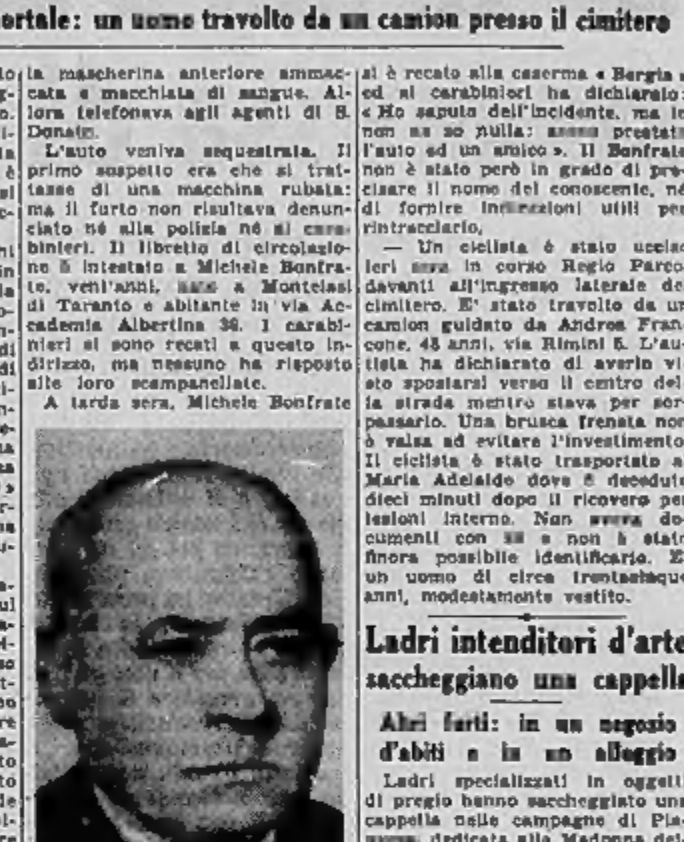 ortale: un uomo travolto da un camion presso il cimitero
la mascherina anteriore ammac-
cata e macchiata di sangue. Al-
lora telefonava agli agenti di S.
Donato.
L'auto veniva sequestrata. Il
primo sospetto era che si trat-
tasse di una macchina rubata:
ma il furto non risultava denun-
ciato né alla polizia né ai cara-
binieri. Il libretto di circolazio-
ne è intestato a Michele Bonfra-
te, vent'anni, nato a Montelasi
di Taranto e abitante in via Ac-
cademia Albertina 36. I carabi-
nieri si sono recati a questo in-
dirizzo, ma nessuno ha risposto
alle loro scampanellate.
A tarda sera, Michele Bonfrate
si è recato alla caserma « Bergia »
ed ai carabinieri ha dichiarato:
« Ho saputo dell'incidente, ma io
non ne so nulla: avevo prestato
l'auto ad un amico ». Il Bonfrate
non è stato però in grado di pre-
cisare il nome del conoscente, né
di fornire indicazioni utili per
rintracciarlo.
— Un ciclista è stato ucciso
ieri sera in corso Regio Parco,
davanti all'ingresso laterale del
cimitero. E' stato travolto da un
camion guidato da Andrea Fran-
cone, 48 anni, via Rimini 5. L'au-
tista ha dichiarato di averlo vi-
sto spostarsi verso il centro del-
la strada mentre stava per sor-
passarlo. Una brusca frenata non
è valsa ad evitare l'investimento.
Il ciclista è stato trasportato al
Maria Adelaide dove è deceduto
dieci minuti dopo il ricovero per
lesioni interne. Non aveva do-
cumenti con sé e non è stato
finora possibile identificarlo. E'
un uomo di circa trentacinque
anni, modestamente vestito.
Ladri intenditori d'arte
saccheggiano una cappella
Altri furti: in un negozio
d'abiti e in un alloggio
Ladri specializzati in oggetti
di pregio hanno saccheggiato una
cappella nelle campagne di
dedicata alla Madonna del-